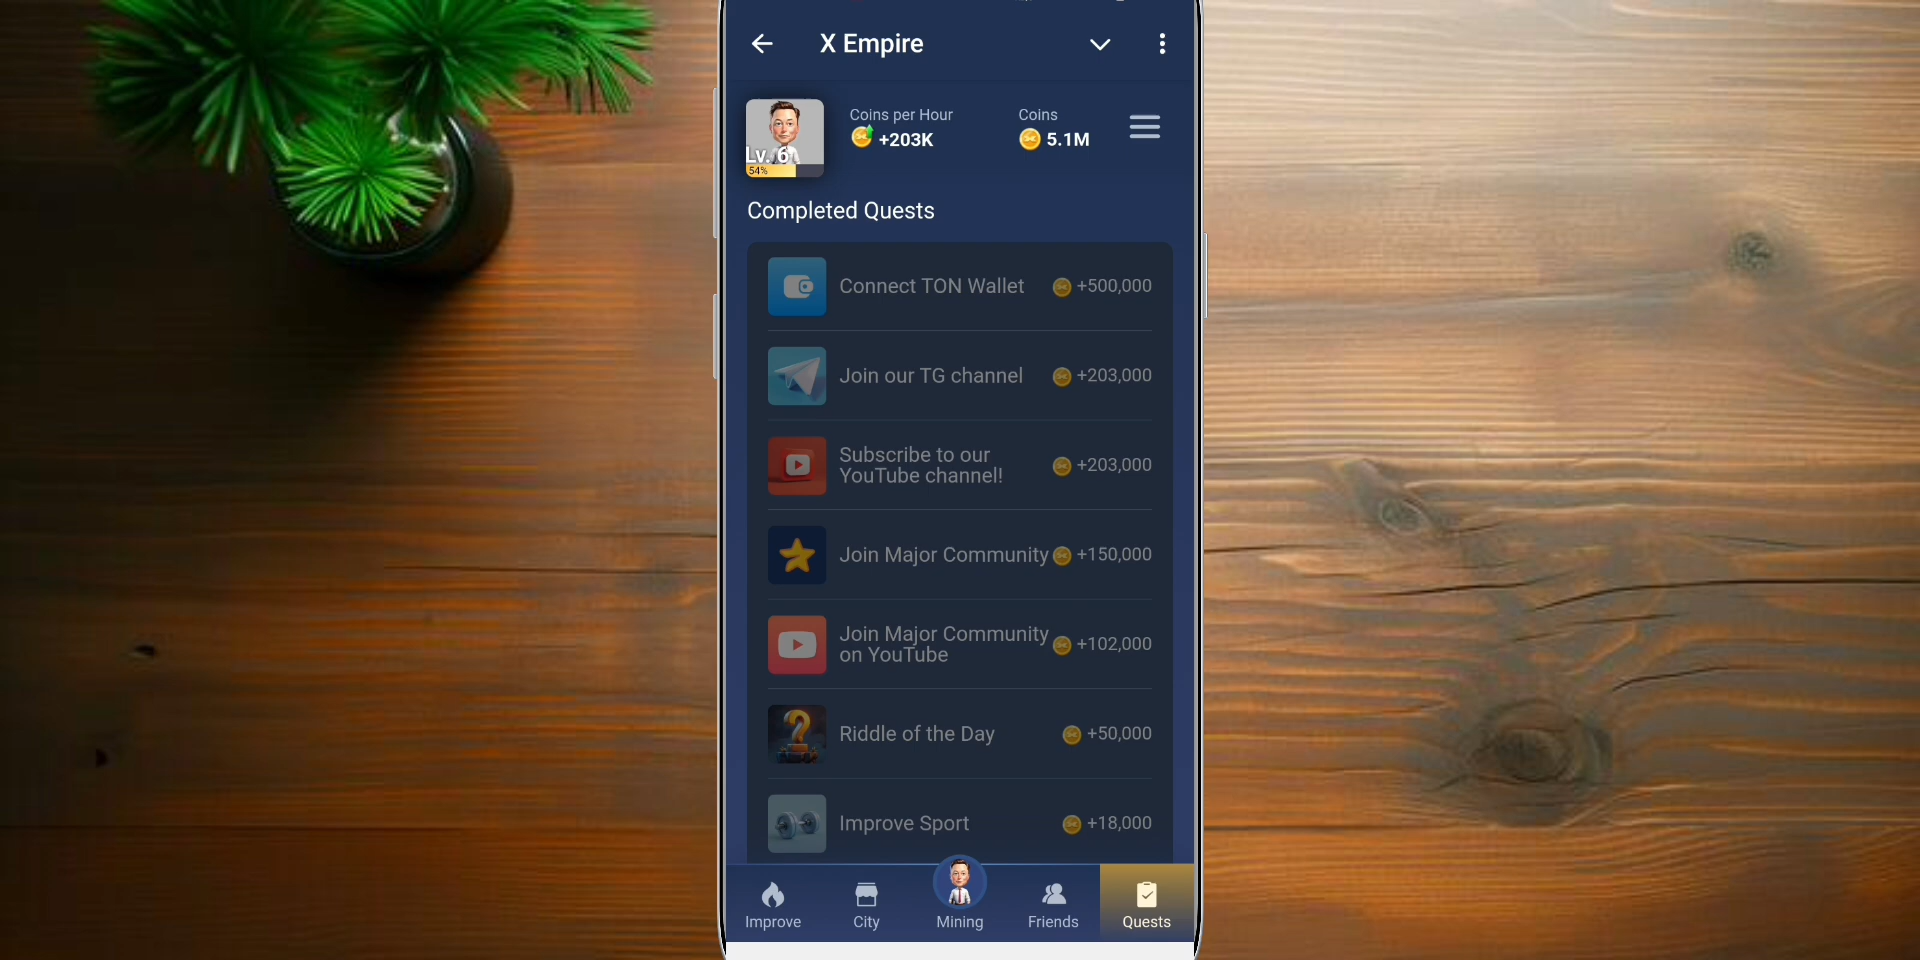 X Empire
Coins per Hour
+203K
Coins
5.1M
Lv. 6
54%
Completed Quests
Connect TON Wallet
+500,000
Join our TG channel
+203,000
Subscribe to our
YouTube channel!
+203,000
Join Major Community
+150,000
Join Major Community
on YouTube
+102,000
Riddle of the Day
+50,000
Improve Sport
+18,000
Improve
City
Mining
Friends
Quests